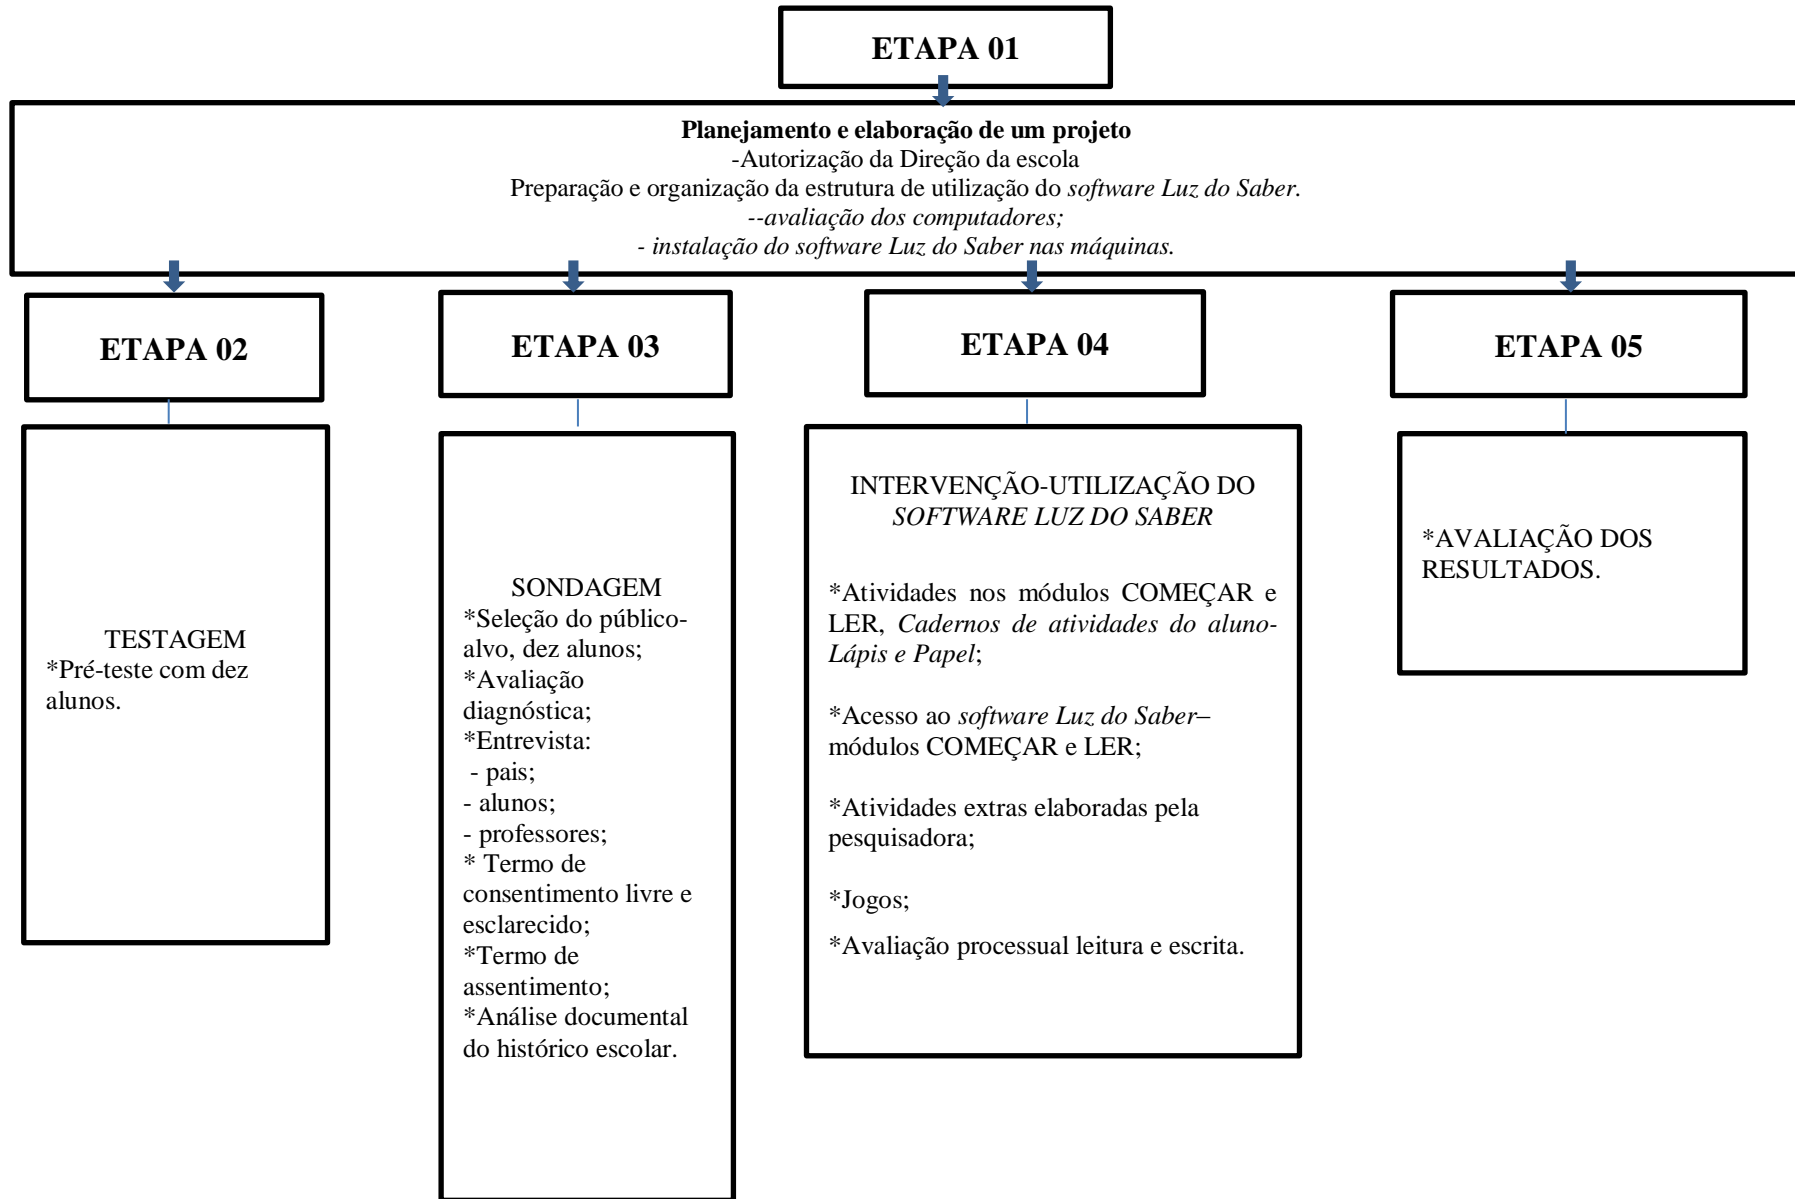 ETAPA 01
Planejamento e elaboração de um projeto
-Autorização da Direção da escola
Preparação e organização da estrutura de utilização do software Luz do Saber.
--avaliação dos computadores;
- instalação do software Luz do Saber nas máquinas.
ETAPA 02
TESTAGEM
*Pré-teste com dez
alunos.
ETAPA 03
SONDAGEM
*Seleção do público-
alvo, dez alunos;
*Avaliação
diagnóstica;
*Entrevista:
- pais;
- alunos;
- professores;
* Termo de
consentimento livre e
esclarecido;
*Termo de
assentimento;
*Análise documental
do histórico escolar.
ETAPA 04
INTERVENÇÃO-UTILIZAÇÃO DO
SOFTWARE LUZ DO SABER
*Atividades nos módulos COMEÇAR e
LER, Cadernos de atividades do aluno-
Lápis e Papel;
*Acesso ao software Luz do Saber–
módulos COMEÇAR e LER;
*Atividades extras elaboradas pela
pesquisadora;
*Jogos;
*Avaliação processual leitura e escrita.
ETAPA 05
*AVALIAÇÃO DOS
RESULTADOS.